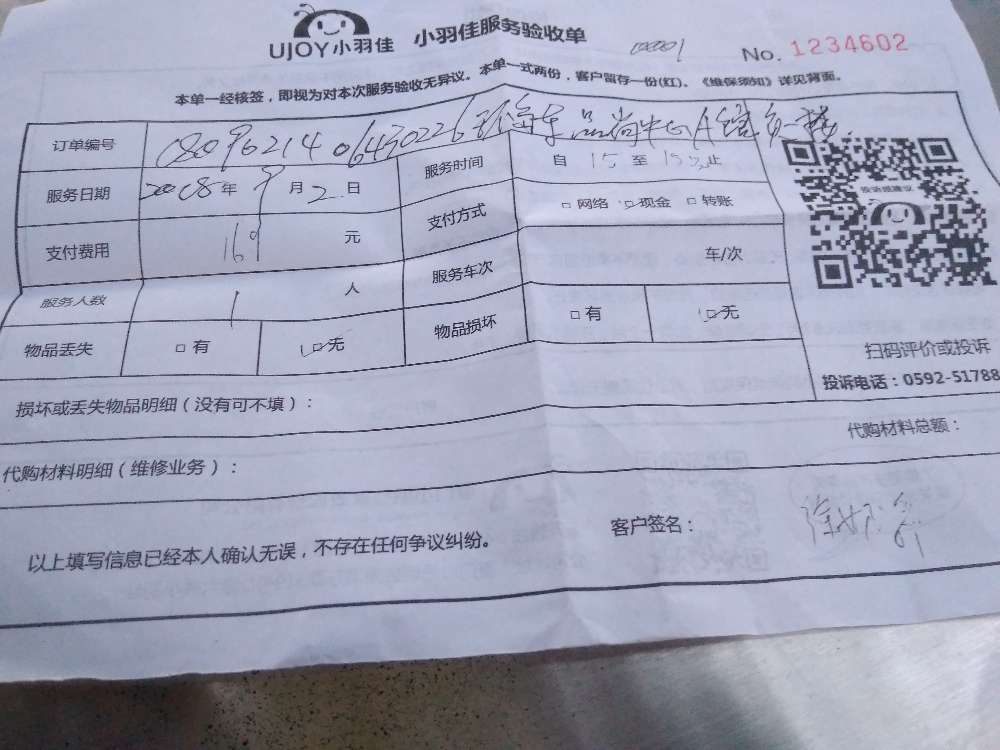 UJOY小羽佳 小羽佳服务验收单
No. 1234602
本单一经核签，即视为对本次服务验收无异议。本单一式两份，客户留存一份(红)。《维保须知》详见背面。
订单编号
服务日期 2018年9月2日 服务时间 自 15 至 止
支付费用 169 元 支付方式 □ 网络 □ 现金 □ 转账
服务人数 1 人 服务车次 车/次
物品丢失 □ 有 □ 无 物品损坏 □ 有 □ 无
投诉或建议
扫码评价或投诉
投诉电话：0592-51788
损坏或丢失物品明细（没有可不填）：
代购材料明细（维修业务）： 代购材料总额：
以上填写信息已经本人确认无误，不存在任何争议纠纷。 客户签名：